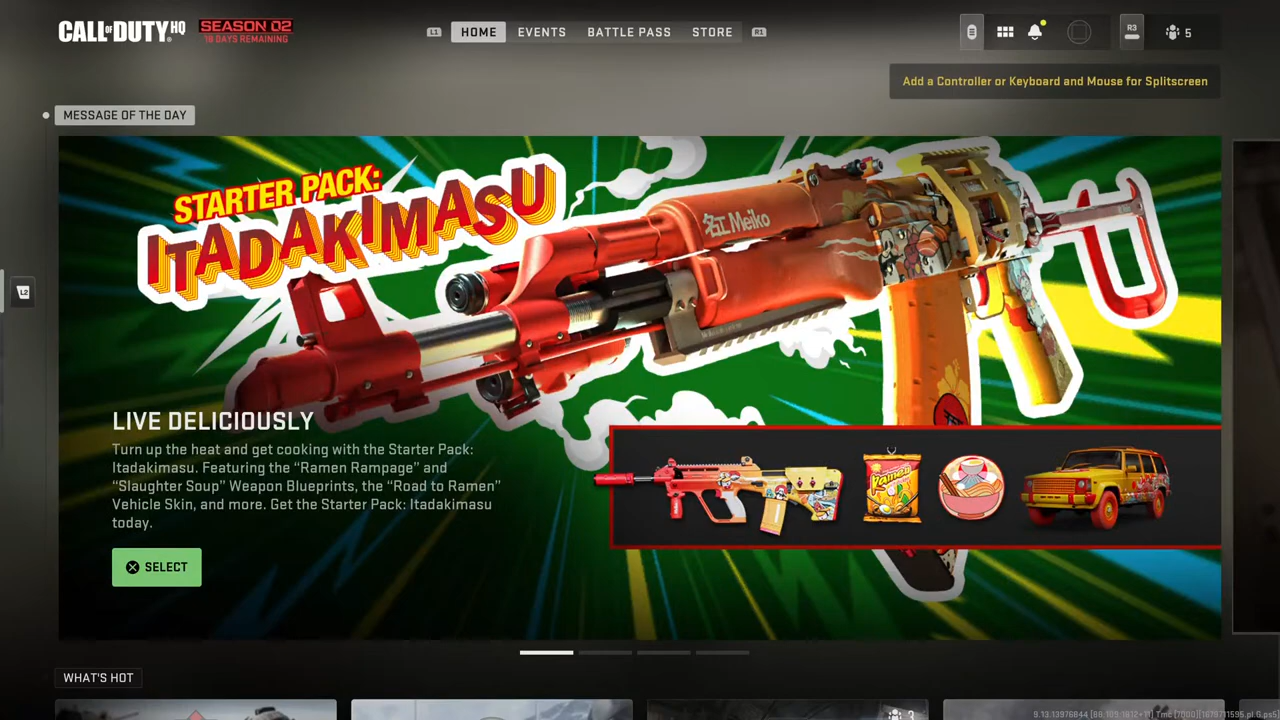 CALL OF DUTY HQ
SEASON 02
18 DAYS REMAINING
L1
HOME
EVENTS
BATTLE PASS
STORE
R1
R3
5
Add a Controller or Keyboard and Mouse for Splitscreen
MESSAGE OF THE DAY
STARTER PACK:
ITADAKIMASU
Meiko
L2
LIVE DELICIOUSLY
Turn up the heat and get cooking with the Starter Pack:
Itadakimasu. Featuring the “Ramen Rampage” and
“Slaughter Soup” Weapon Blueprints, the “Road to Ramen”
Vehicle Skin, and more. Get the Starter Pack: Itadakimasu
today.
SELECT
WHAT'S HOT
3